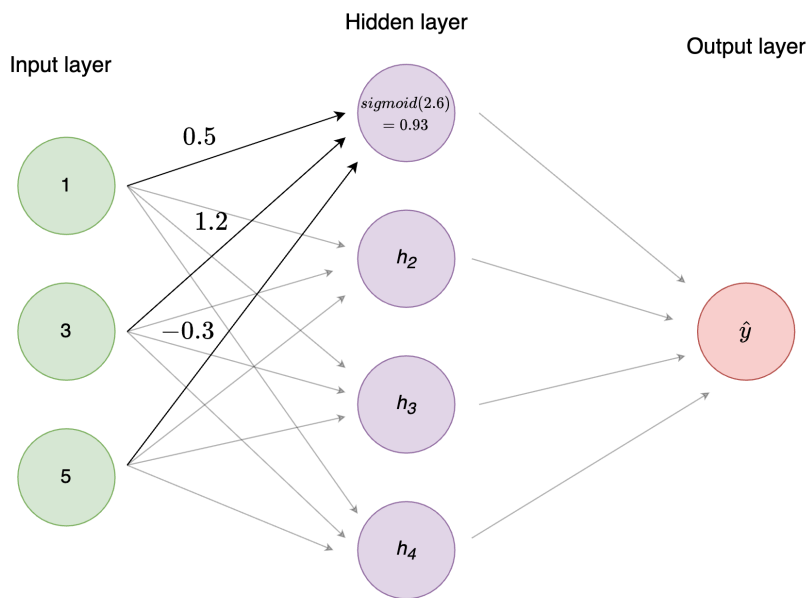 Hidden layer
Output layer
Input layer
sigmoid(2.6)
= 0.93
0.5
1
1.2
h₂
3
−0.3
ŷ
h₃
5
h₄